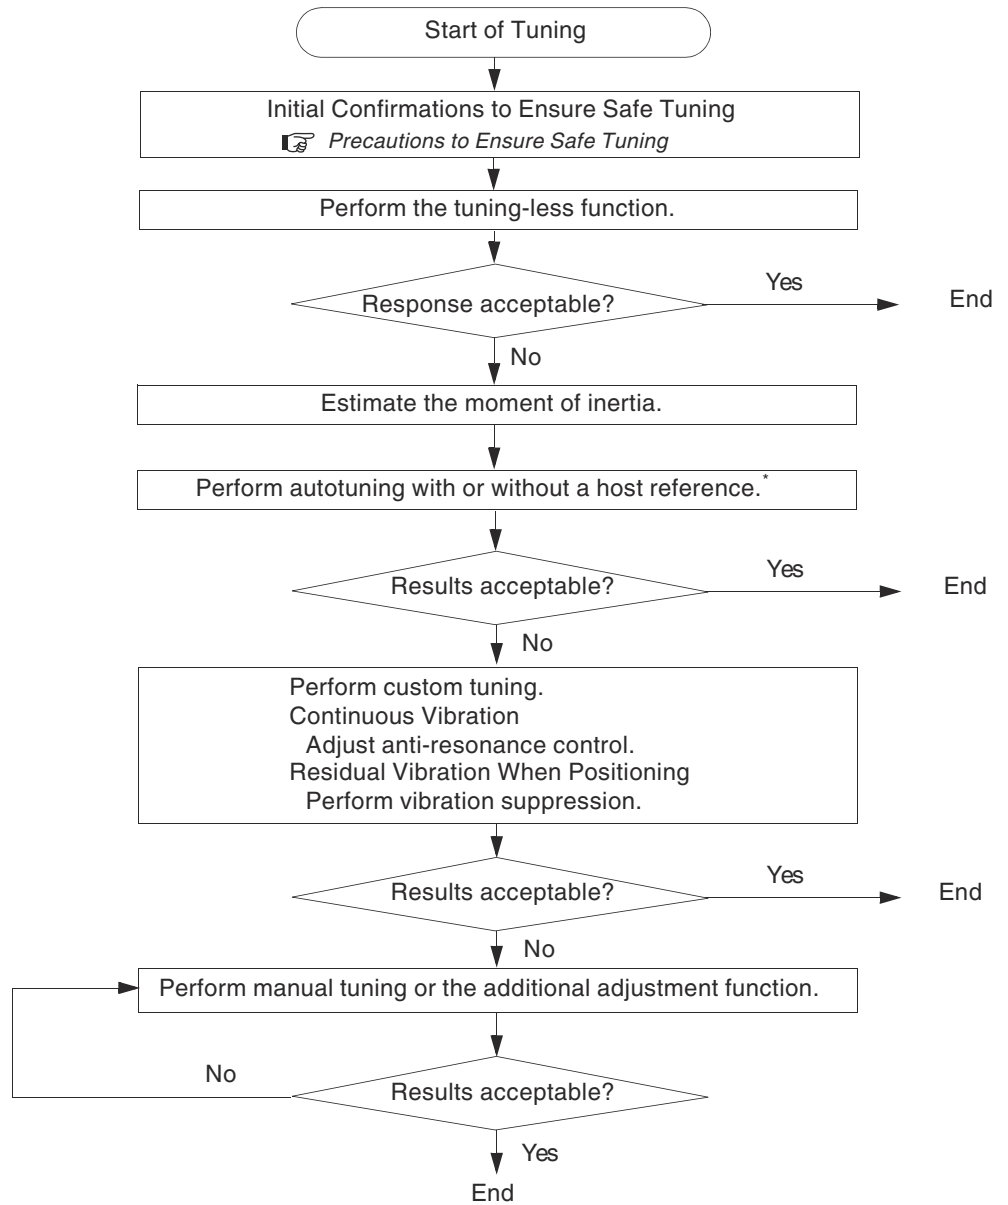 Start of Tuning
Initial Confirmations to Ensure Safe Tuning
Precautions to Ensure Safe Tuning
Perform the tuning-less function.
Response acceptable?
Yes
End
No
Estimate the moment of inertia.
Perform autotuning with or without a host reference.*
Results acceptable?
Yes
End
No
Perform custom tuning.
Continuous Vibration
Adjust anti-resonance control.
Residual Vibration When Positioning
Perform vibration suppression.
Results acceptable?
Yes
End
No
Perform manual tuning or the additional adjustment function.
No
Results acceptable?
Yes
End